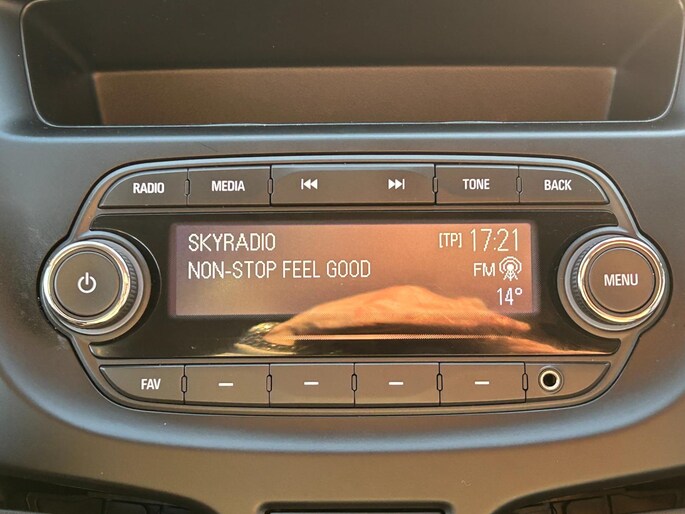 RADIO MEDIA TONE BACK
SKYRADIO [TP] 17:21
NON-STOP FEEL GOOD FM
14°
MENU
FAV